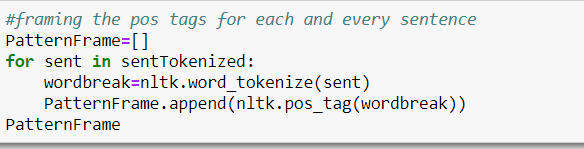 #framing the pos tags for each and every sentence
PatternFrame=[]
for sent in sentTokenized:
    wordbreak=nltk.word_tokenize(sent)
    PatternFrame.append(nltk.pos_tag(wordbreak))
PatternFrame